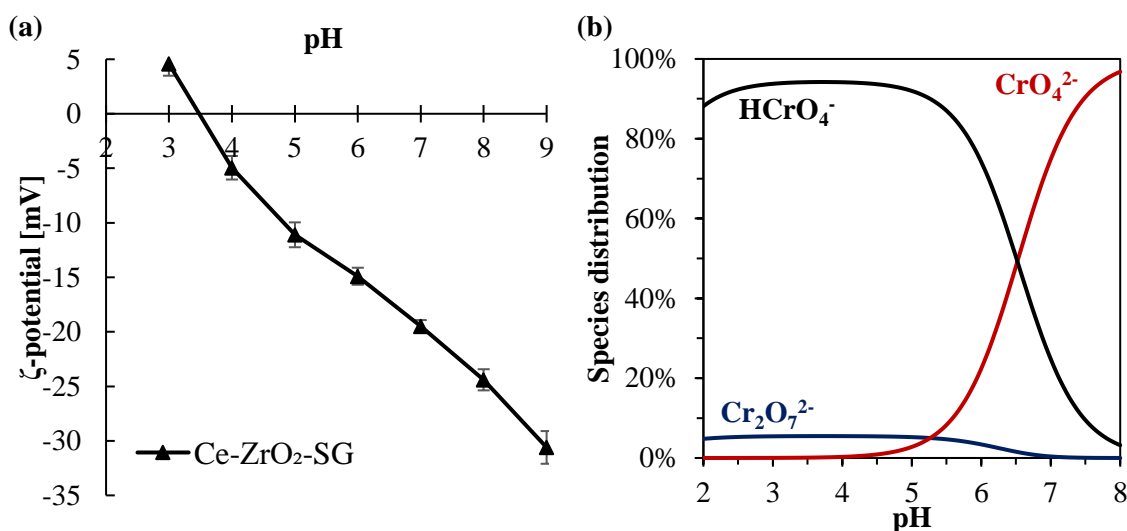 (a)
pH
5
0
-5
-10
-15
-20
-25
-30
-35
2 3 4 5 6 7 8 9
ζ-potential [mV]
Ce-ZrO₂-SG
(b)
100%
80%
60%
40%
20%
0%
Species distribution
HCrO₄⁻
CrO₄²⁻
Cr₂O₇²⁻
2 3 4 5 6 7 8
pH